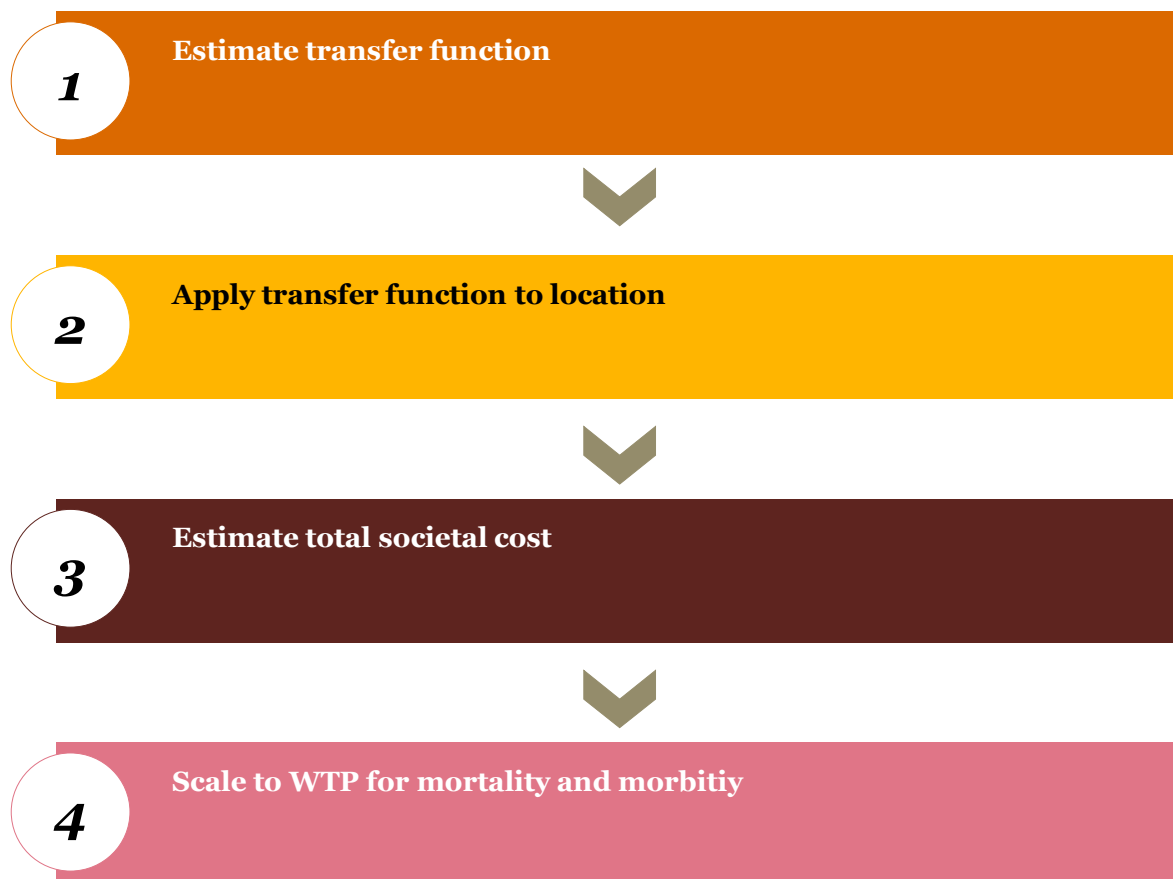 1
Estimate transfer function
2
Apply transfer function to location
3
Estimate total societal cost
4
Scale to WTP for mortality and morbitiy